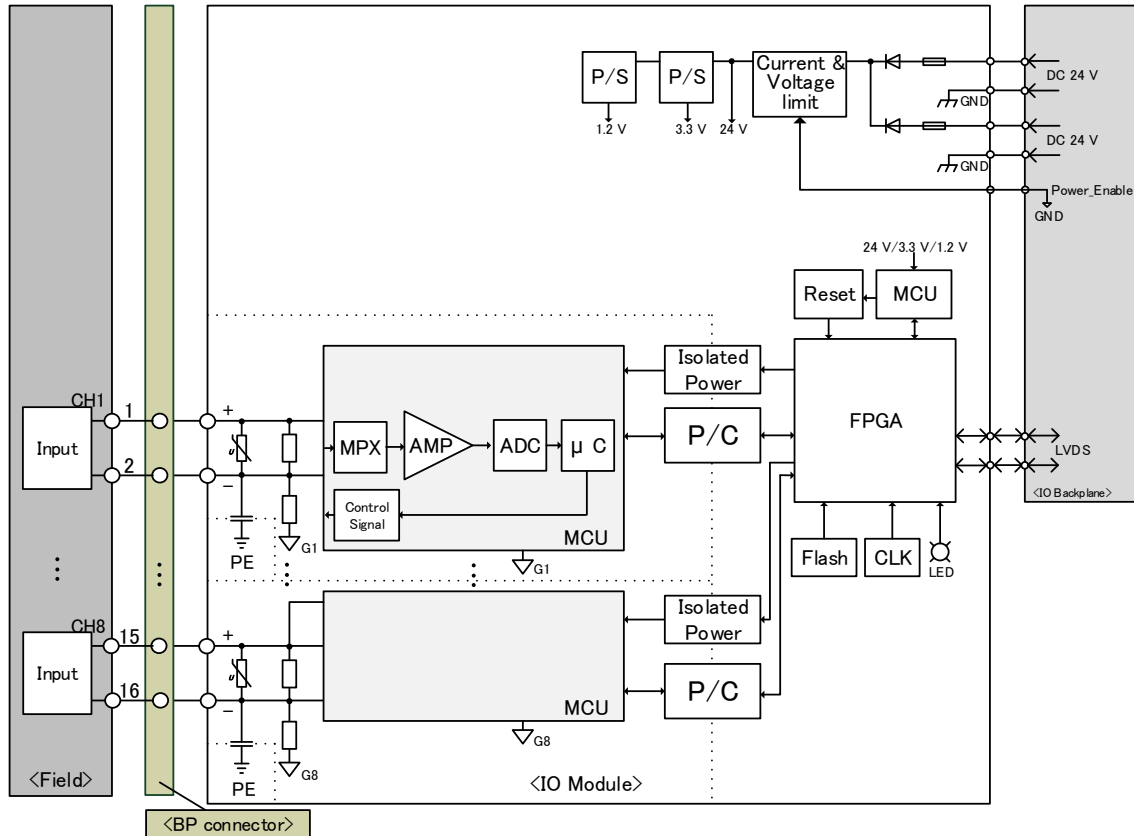 P/S
P/S
Current &
Voltage
limit
DC 24 V
GND
1.2 V
3.3 V
24 V
DC 24 V
GND
Power_Enable
GND
24 V/3.3 V/1.2 V
Reset
MCU
Isolated
Power
FPGA
P/C
LVDS
<IO Backplane>
CH1
1
+
Input
MPX
AMP
ADC
μ C
2
−
Control
Signal
MCU
PE
G1
G1
Flash
CLK
LED
Isolated
Power
CH8
15
+
Input
P/C
16
−
MCU
PE
G8
G8
<Field>
<IO Module>
<BP connector>